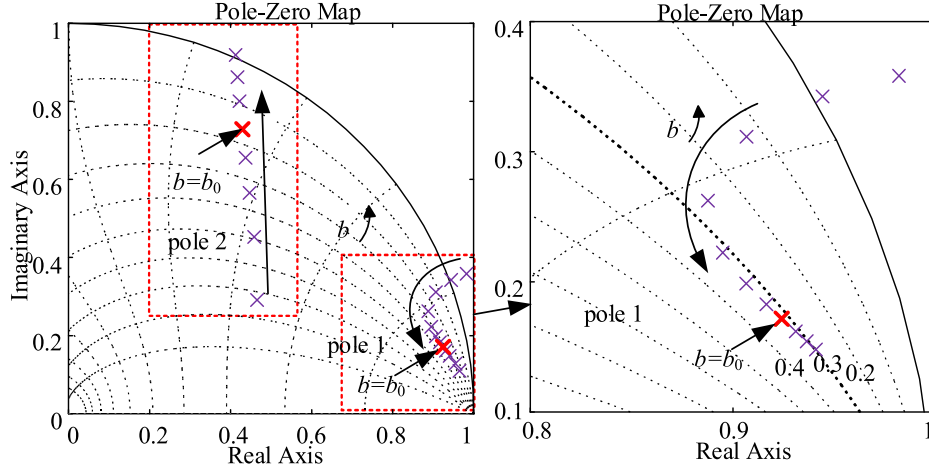 Pole-Zero Map
1
0.8
0.6
0.4
0.2
0
Imaginary Axis
b=b₀
pole 2
b
pole 1
b=b₀
0 0.2 0.4 0.6 0.8 1
Real Axis
Pole-Zero Map
0.4
0.3
0.2
0.1
b
pole 1
b=b₀
0.4 0.3 0.2
0.8 0.9 1
Real Axis